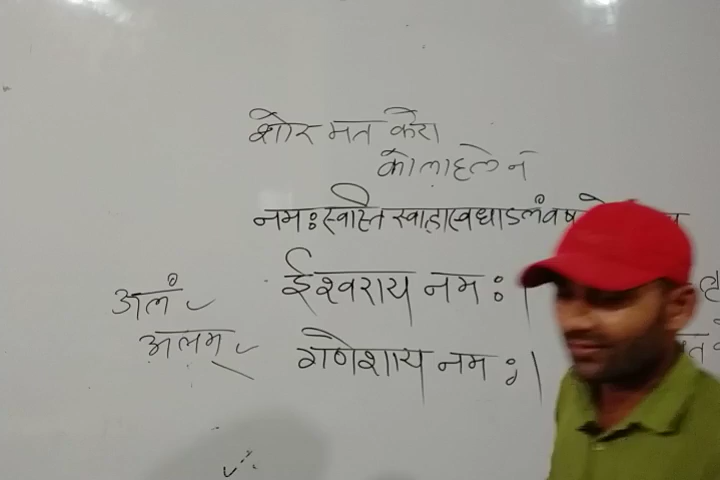 शोर मत करो
कोलाहले न
नमःस्वस्तिस्वाहास्वधाऽलंवष
ईश्वराय नमः।
अलं
गणेशाय नमः।
अलम्